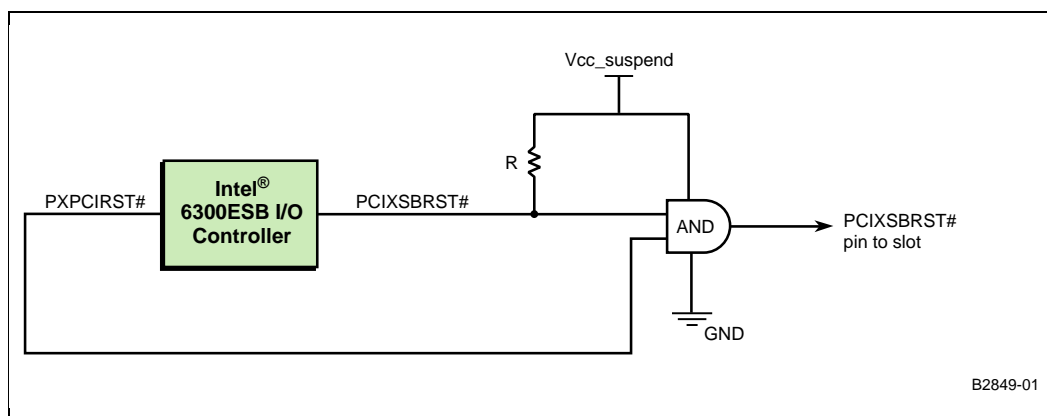 Vcc_suspend
R
PXPCIRST#
Intel®
6300ESB I/O
Controller
PCIXSBRST#
AND
PCIXSBRST#
pin to slot
GND
B2849-01